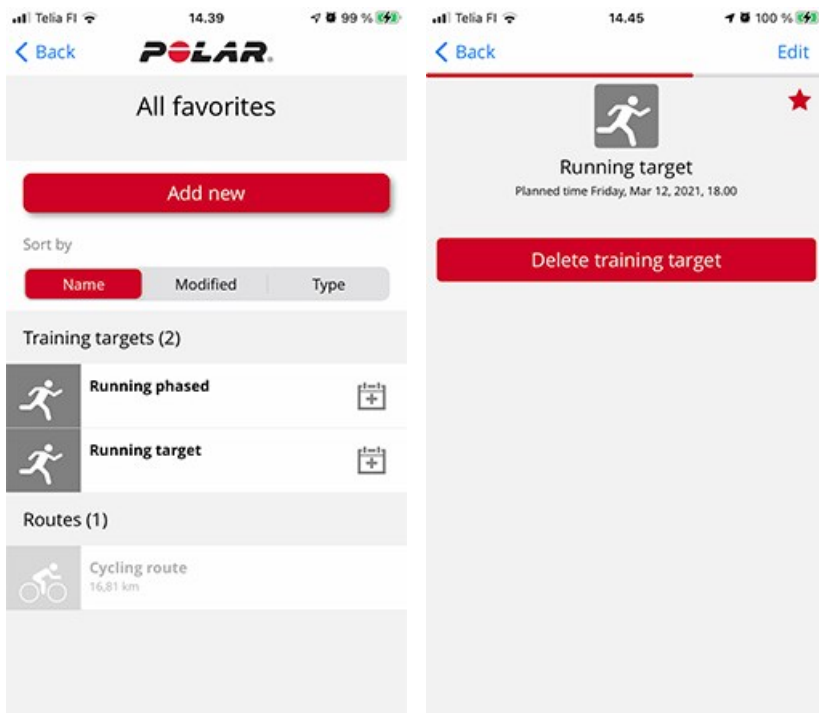 Telia FI 14.39 99 %
Back POLAR.
All favorites
Add new
Sort by
Name Modified Type
Training targets (2)
Running phased
Running target
Routes (1)
Cycling route
16,81 km
Telia FI 14.45 100 %
Back Edit
Running target
Planned time Friday, Mar 12, 2021, 18.00
Delete training target